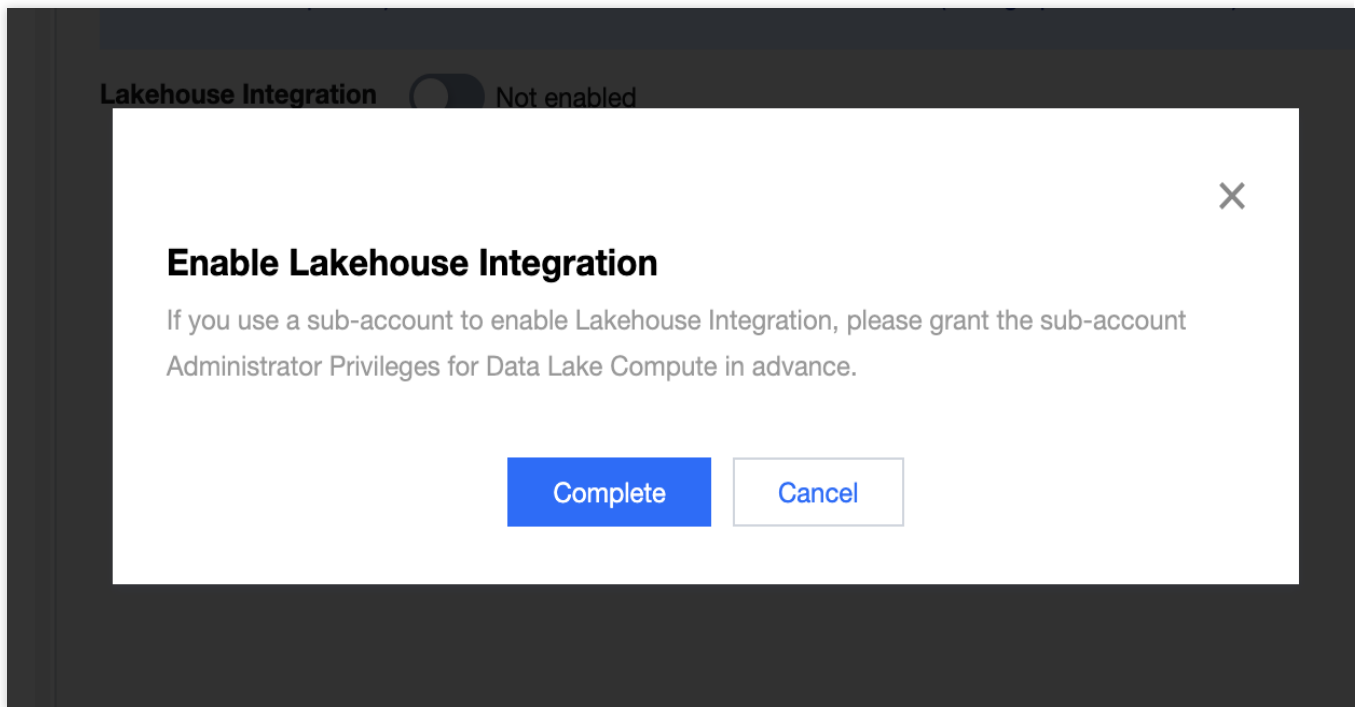 Lakehouse Integration Not enabled
Enable Lakehouse Integration
If you use a sub-account to enable Lakehouse Integration, please grant the sub-account
Administrator Privileges for Data Lake Compute in advance.
Complete Cancel